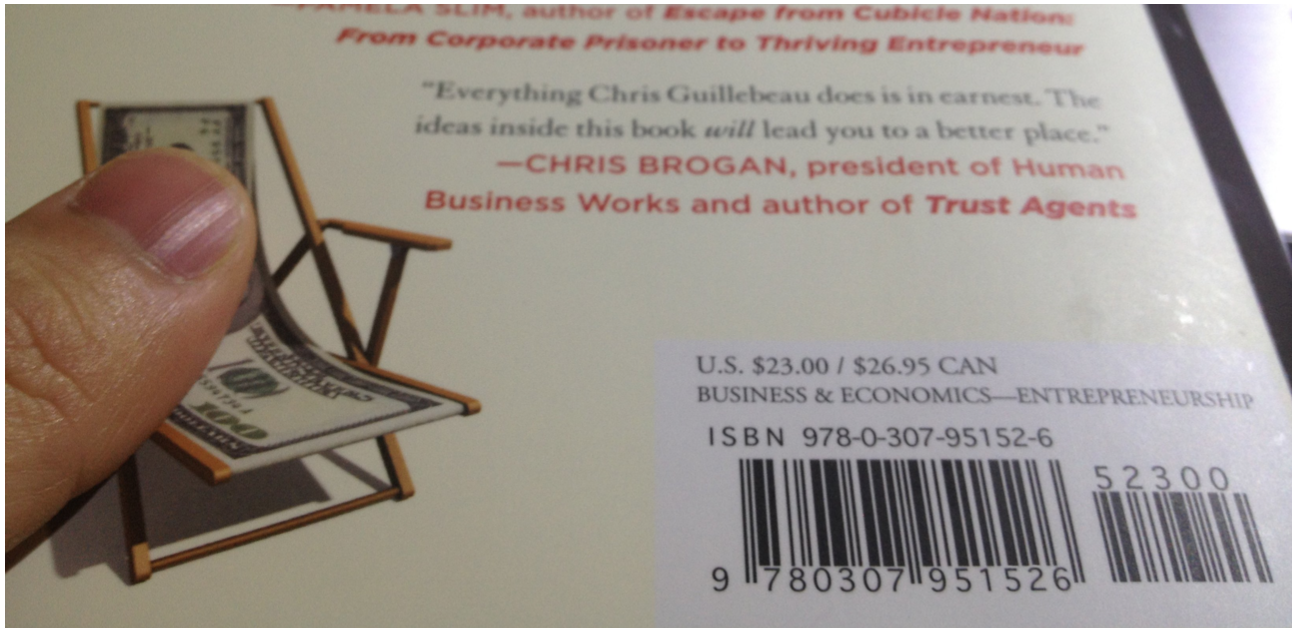 —PAMELA SLIM, author of Escape from Cubicle Nation:
From Corporate Prisoner to Thriving Entrepreneur
"Everything Chris Guillebeau does is in earnest. The
ideas inside this book will lead you to a better place."
—CHRIS BROGAN, president of Human
Business Works and author of Trust Agents
U.S. $23.00 / $26.95 CAN
BUSINESS & ECONOMICS—ENTREPRENEURSHIP
ISBN 978-0-307-95152-6
52300
9 780307 951526
100